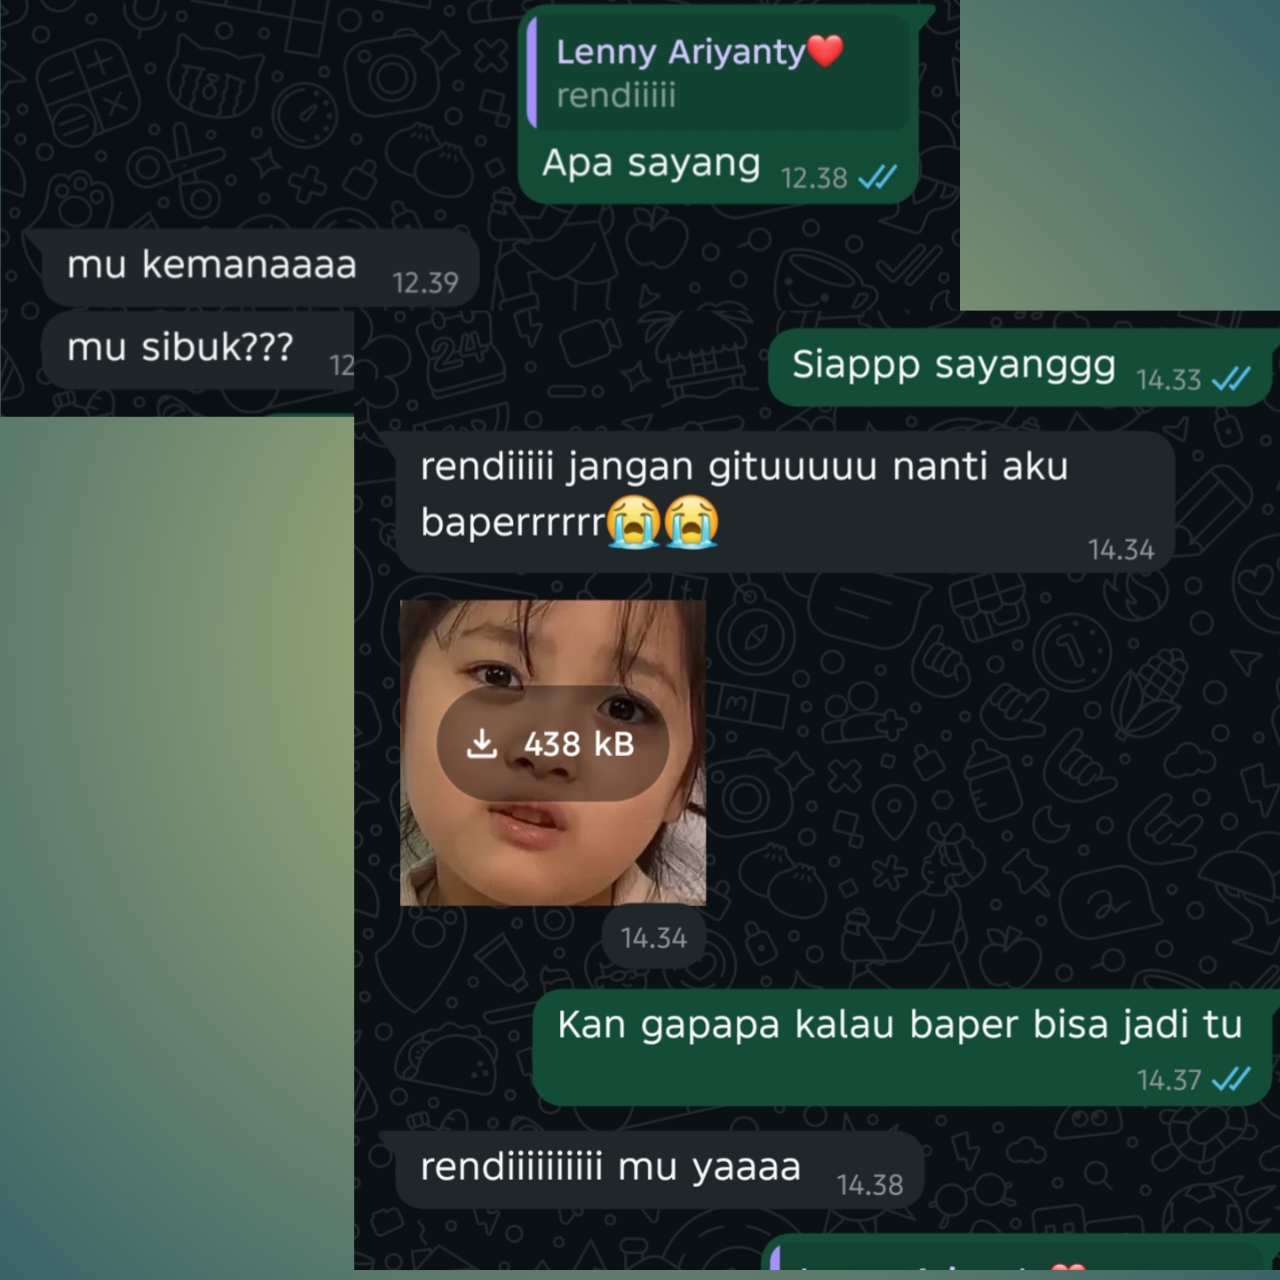 Lenny Ariyanty❤️
rendiiiii
Apa sayang 12.38
mu kemanaaaa 12.39
mu sibuk??? 12
Siappp sayanggg 14.33
rendiiiii jangan gituuuuu nanti aku
baperrrrrr😭😭
14.34
438 kB
14.34
Kan gapapa kalau baper bisa jadi tu
14.37
rendiiiiiiiiii mu yaaaa 14.38